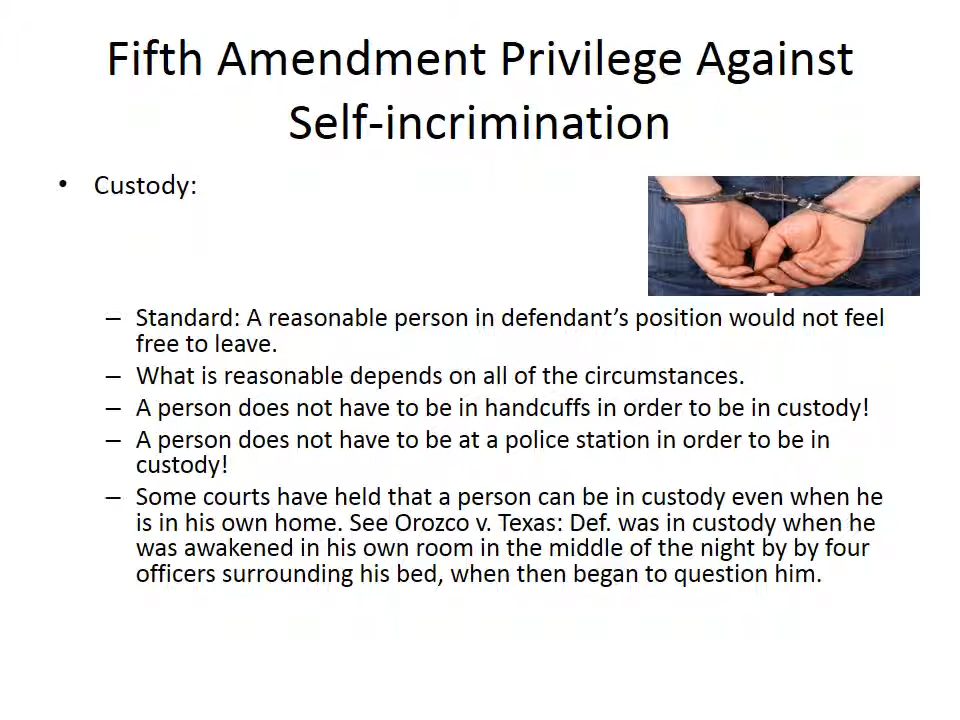 Fifth Amendment Privilege Against
Self-incrimination
• Custody:
– Standard: A reasonable person in defendant’s position would not feel
free to leave.
– What is reasonable depends on all of the circumstances.
– A person does not have to be in handcuffs in order to be in custody!
– A person does not have to be at a police station in order to be in
custody!
– Some courts have held that a person can be in custody even when he
is in his own home. See Orozco v. Texas: Def. was in custody when he
was awakened in his own room in the middle of the night by by four
officers surrounding his bed, when then began to question him.